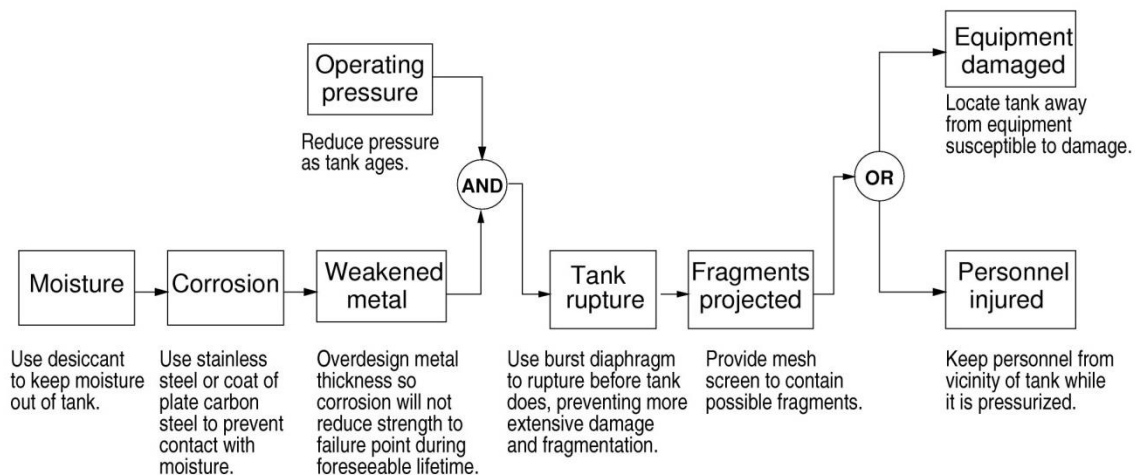 Operating
pressure
Reduce pressure
as tank ages.
AND
Equipment
damaged
Locate tank away
from equipment
susceptible to damage.
OR
Moisture
Use desiccant
to keep moisture
out of tank.
Corrosion
Use stainless
steel or coat of
plate carbon
steel to prevent
contact with
moisture.
Weakened
metal
Overdesign metal
thickness so
corrosion will not
reduce strength to
failure point during
foreseeable lifetime.
Tank
rupture
Use burst diaphragm
to rupture before tank
does, preventing more
extensive damage
and fragmentation.
Fragments
projected
Provide mesh
screen to contain
possible fragments.
Personnel
injured
Keep personnel from
vicinity of tank while
it is pressurized.